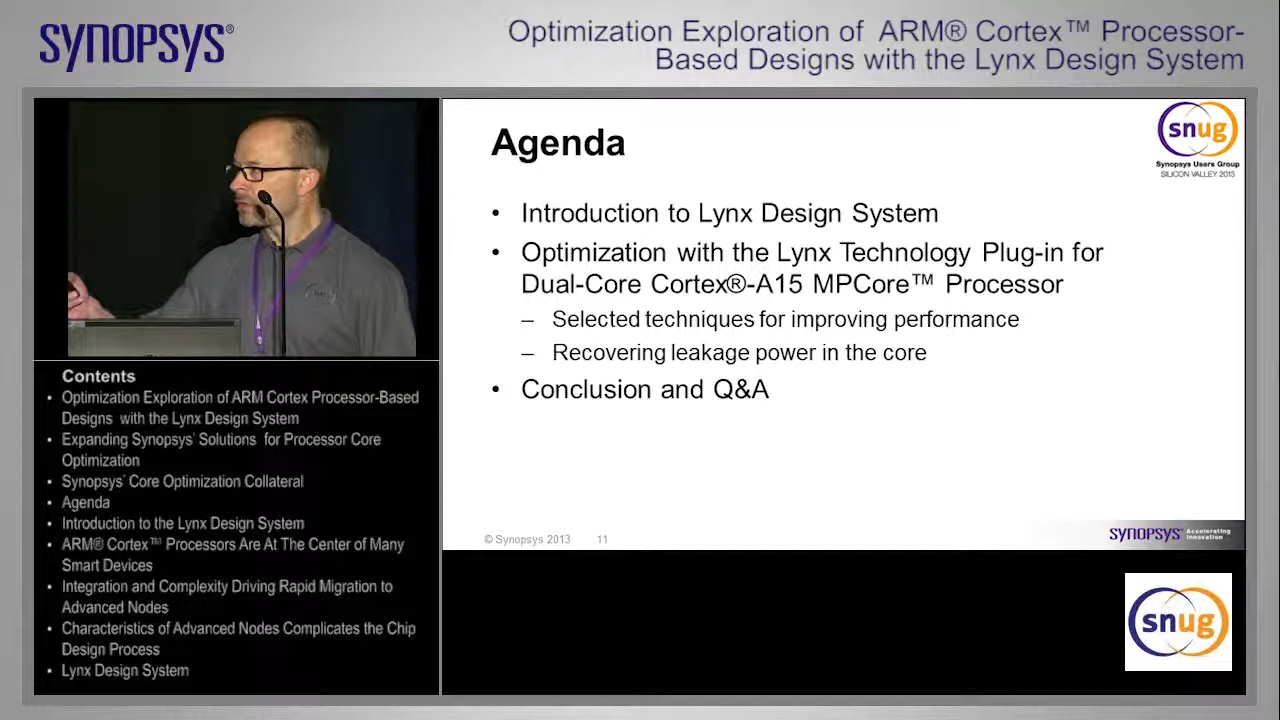 SYNOPSYS®
Optimization Exploration of ARM® Cortex™ Processor-
Based Designs with the Lynx Design System
snug
Synopsys Users Group
SILICON VALLEY 2013
Agenda
• Introduction to Lynx Design System
• Optimization with the Lynx Technology Plug-in for
Dual-Core Cortex®-A15 MPCore™ Processor
– Selected techniques for improving performance
– Recovering leakage power in the core
• Conclusion and Q&A
© Synopsys 2013 11
SYNOPSYS® Accelerating
Innovation
snug
Contents
• Optimization Exploration of ARM Cortex Processor-Based
Designs with the Lynx Design System
• Expanding Synopsys' Solutions for Processor Core
Optimization
• Synopsys´ Core Optimization Collateral
• Agenda
• Introduction to the Lynx Design System
• ARM® Cortex™ Processors Are At The Center of Many
Smart Devices
• Integration and Complexity Driving Rapid Migration to
Advanced Nodes
• Characteristics of Advanced Nodes Complicates the Chip
Design Process
• Lynx Design System
snug